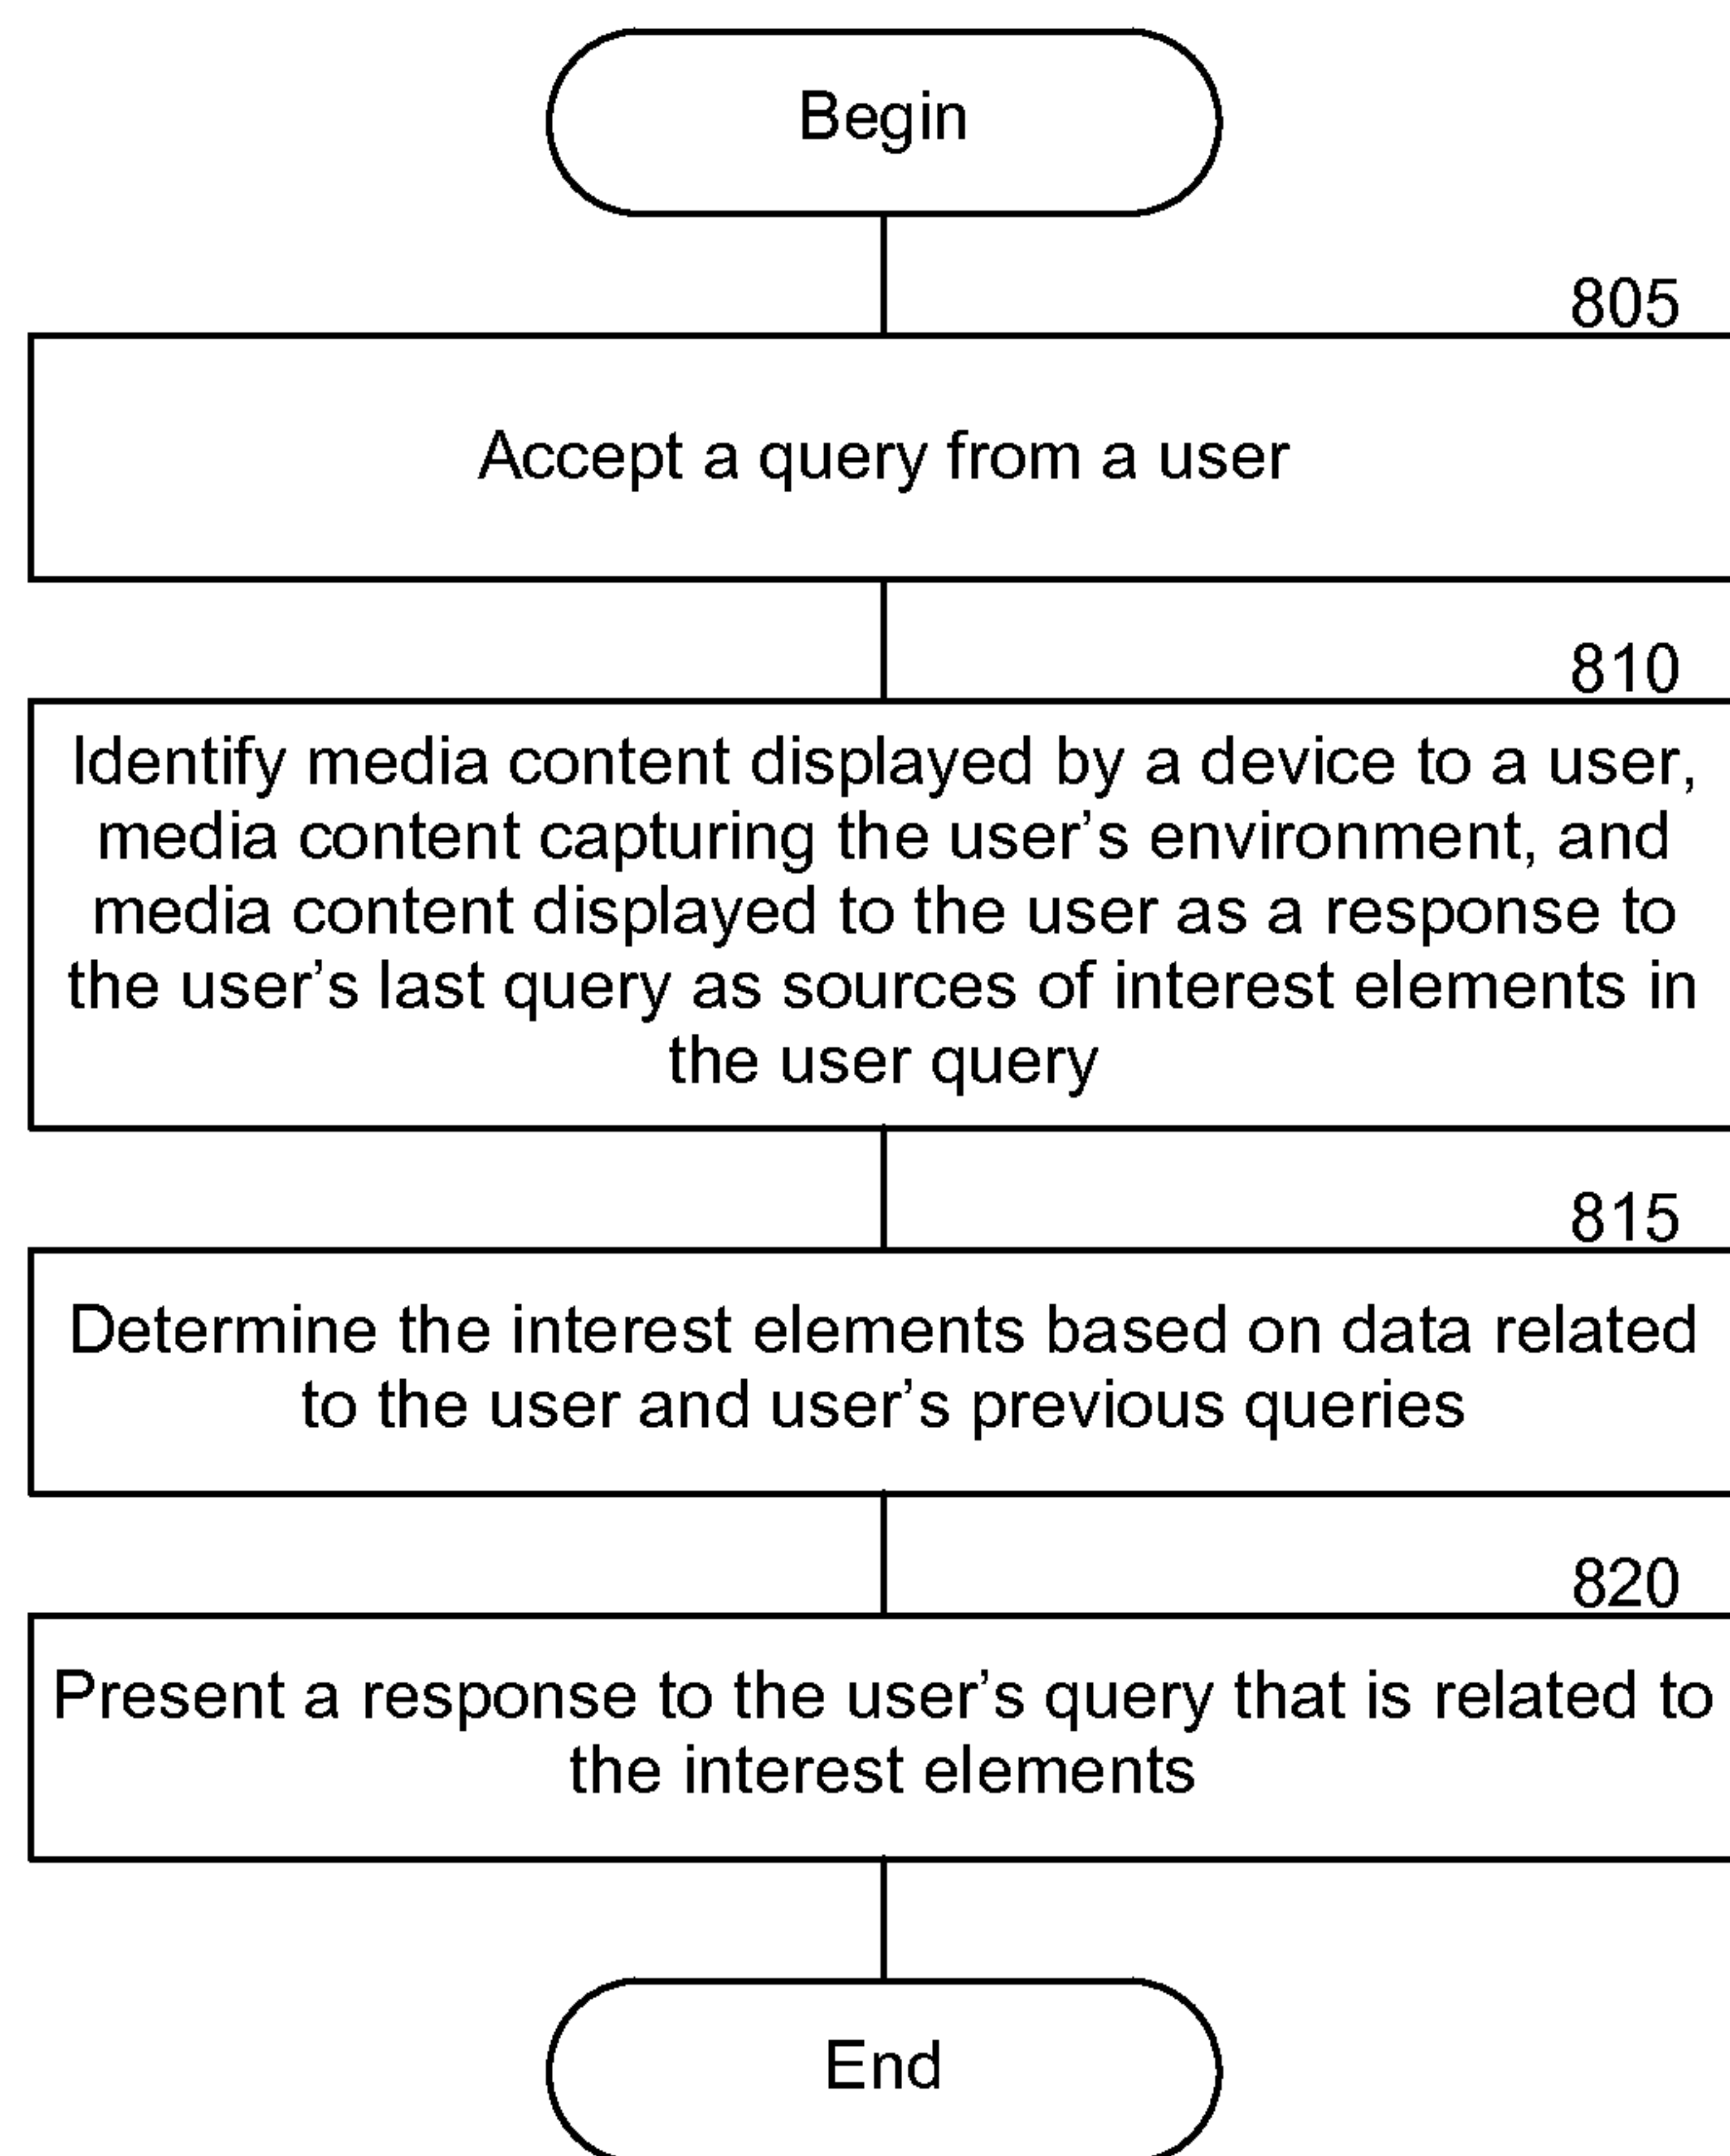 Begin
805
Accept a query from a user
810
Identify media content displayed by a device to a user,
media content capturing the user's environment, and
media content displayed to the user as a response to
the user's last query as sources of interest elements in
the user query
815
Determine the interest elements based on data related
to the user and user's previous queries
820
Present a response to the user's query that is related to
the interest elements
End